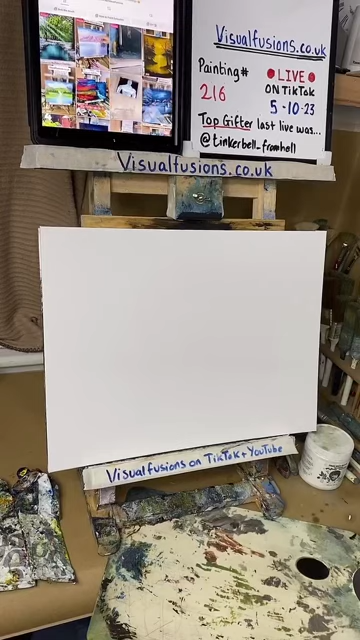 Visualfusions.co.uk
Painting#
216
LIVE
ON TikTok
5-10-23
Top Gifter last live was...
@tinkerbell_fromhell
Visualfusions.co.uk
Visualfusions on TikTok + YouTube